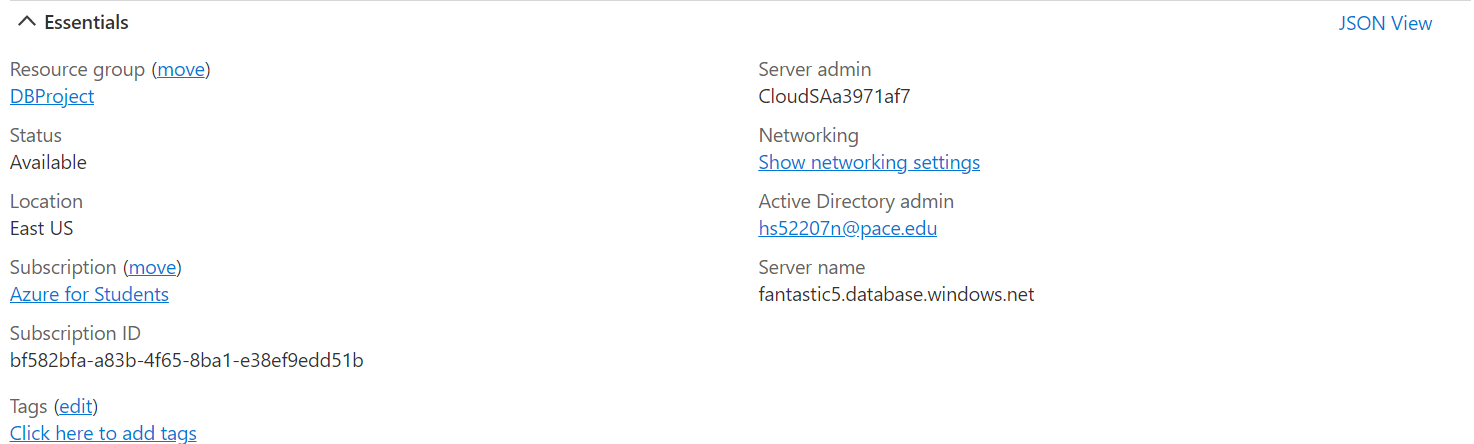 Essentials
JSON View
Resource group (move)
DBProject
Status
Available
Location
East US
Subscription (move)
Azure for Students
Subscription ID
bf582bfa-a83b-4f65-8ba1-e38ef9edd51b
Tags (edit)
Click here to add tags
Server admin
CloudSAa3971af7
Networking
Show networking settings
Active Directory admin
hs52207n@pace.edu
Server name
fantastic5.database.windows.net